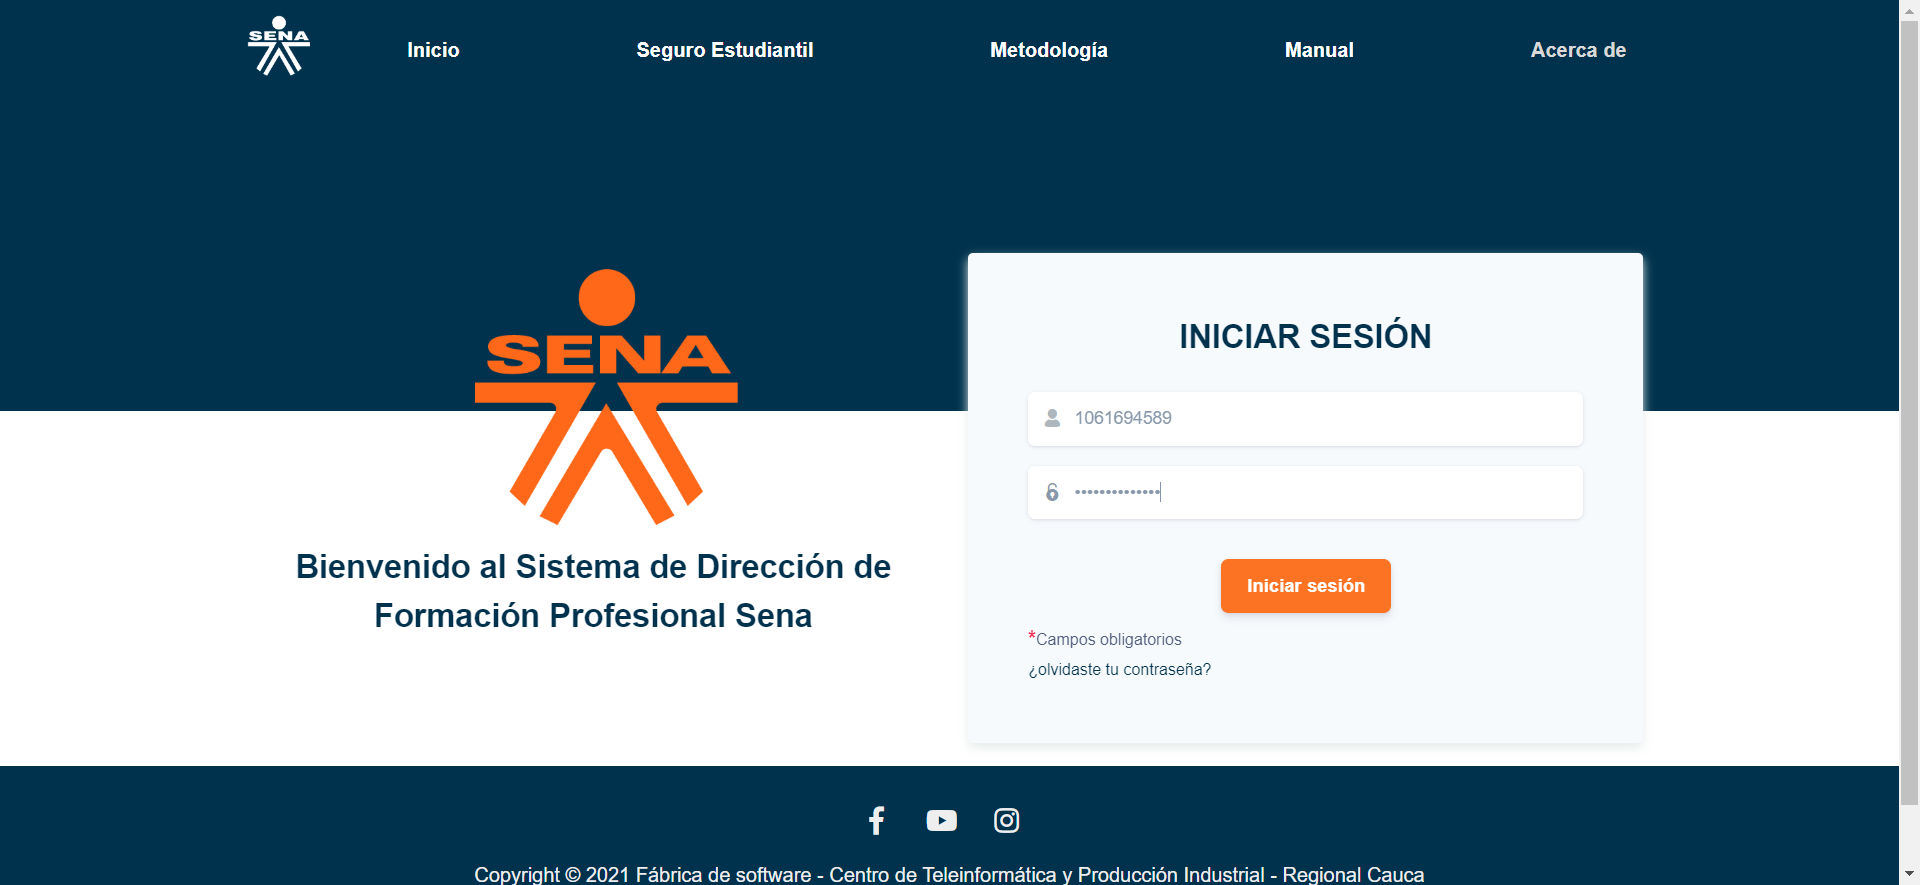 SENA
Inicio
Seguro Estudiantil
Metodología
Manual
Acerca de
SENA
Bienvenido al Sistema de Dirección de
Formación Profesional Sena
INICIAR SESIÓN
1061694589
••••••••••••••
Iniciar sesión
*Campos obligatorios
¿olvidaste tu contraseña?
Copyright © 2021 Fábrica de software - Centro de Teleinformática y Producción Industrial - Regional Cauca